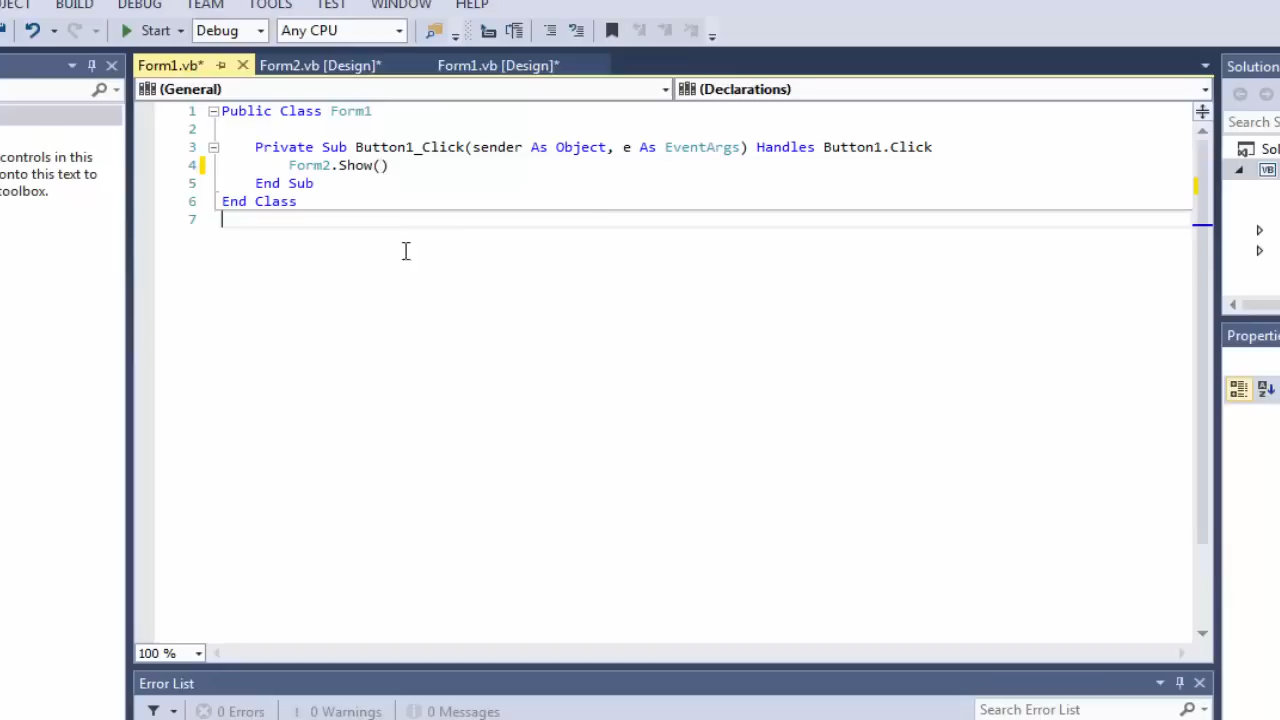 BUILD DEBUG TEAM TOOLS TEST WINDOW HELP
Start Debug Any CPU
Form1.vb* Form2.vb [Design]* Form1.vb [Design]*
(General) (Declarations)
1 Public Class Form1
2
3 Private Sub Button1_Click(sender As Object, e As EventArgs) Handles Button1.Click
4 Form2.Show()
5 End Sub
6 End Class
7
controls in this
onto this text to
toolbox.
100 %
Error List
0 Errors 0 Warnings 0 Messages
Search Error List
Solution
Search S
Sol
VB
Properti